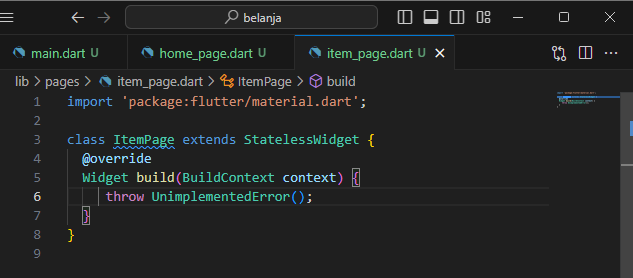 belanja
main.dart U
home_page.dart U
item_page.dart U
lib > pages > item_page.dart > ItemPage > build
1 import 'package:flutter/material.dart';
2
3 class ItemPage extends StatelessWidget {
4 @override
5 Widget build(BuildContext context) {
6 throw UnimplementedError();
7 }
8 }
9